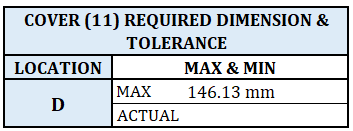 COVER (11) REQUIRED DIMENSION &
TOLERANCE
LOCATION MAX & MIN
D
MAX 146.13 mm
ACTUAL